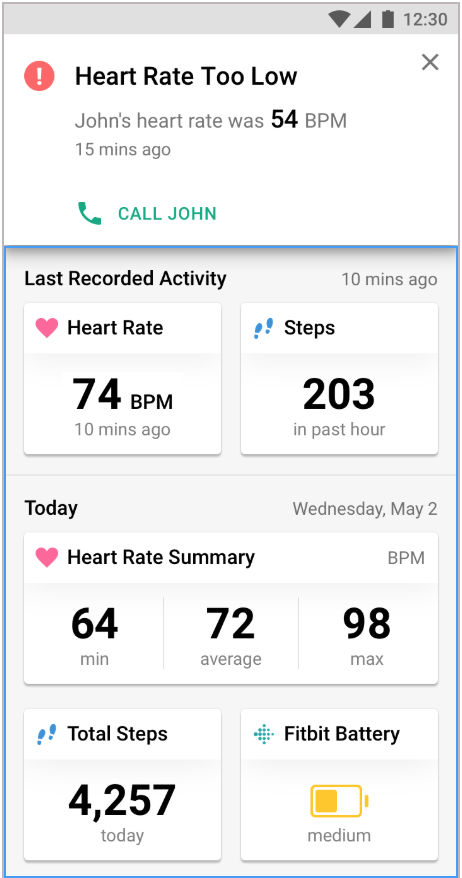 12:30
Heart Rate Too Low
John's heart rate was 54 BPM
15 mins ago
CALL JOHN
Last Recorded Activity 10 mins ago
Heart Rate Steps
74 BPM 203
10 mins ago in past hour
Today Wednesday, May 2
Heart Rate Summary BPM
64 72 98
min average max
Total Steps Fitbit Battery
4,257
today medium